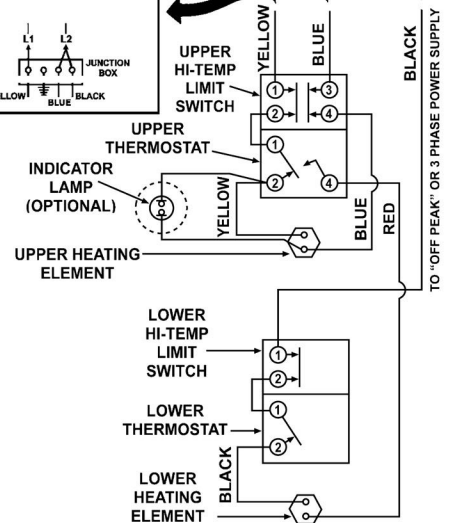 L1 L2
JUNCTION
BOX
LLOW BLUE BLACK
YELLOW
BLUE
BLACK
TO "OFF PEAK" OR 3 PHASE POWER SUPPLY
UPPER
HI-TEMP
LIMIT
SWITCH
1 3
2 4
UPPER
THERMOSTAT
1
2 4
INDICATOR
LAMP
(OPTIONAL)
YELLOW
BLUE
RED
UPPER HEATING
ELEMENT
LOWER
HI-TEMP
LIMIT
SWITCH
1
2
LOWER
THERMOSTAT
1
2
BLACK
LOWER
HEATING
ELEMENT